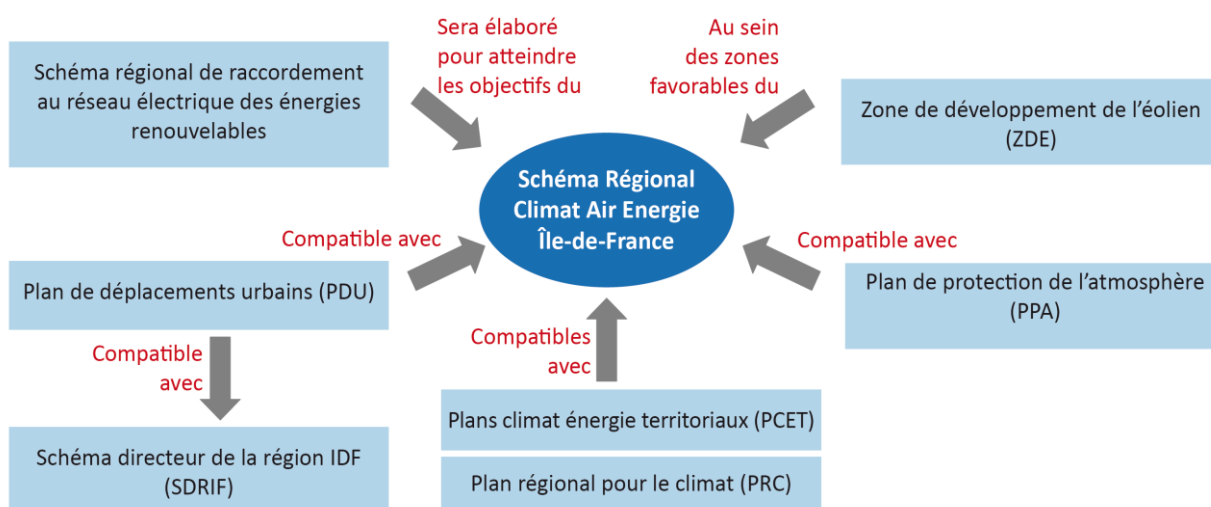 Sera élaboré
pour atteindre
les objectifs du
Au sein
des zones
favorables du
Schéma régional de raccordement
au réseau électrique des énergies
renouvelables
Zone de développement de l’éolien
(ZDE)
Schéma Régional
Climat Air Energie
Île-de-France
Compatible avec
Compatible avec
Plan de déplacements urbains (PDU)
Plan de protection de l’atmosphère
(PPA)
Compatible
avec
Compatibles
avec
Plans climat énergie territoriaux (PCET)
Schéma directeur de la région IDF
(SDRIF)
Plan régional pour le climat (PRC)